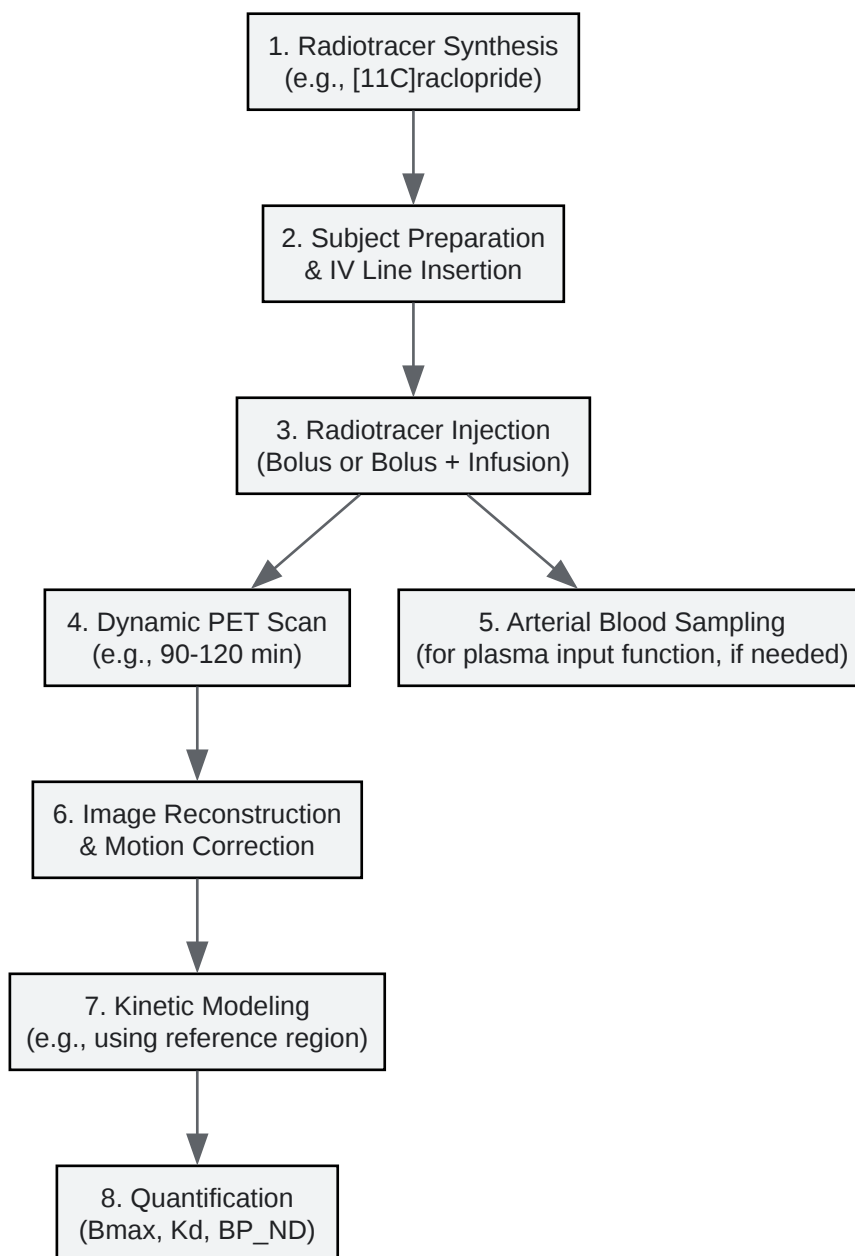 1. Radiotracer Synthesis
(e.g., [11C]raclopride)
2. Subject Preparation
& IV Line Insertion
3. Radiotracer Injection
(Bolus or Bolus + Infusion)
4. Dynamic PET Scan
(e.g., 90-120 min)
5. Arterial Blood Sampling
(for plasma input function, if needed)
6. Image Reconstruction
& Motion Correction
7. Kinetic Modeling
(e.g., using reference region)
8. Quantification
(Bmax, Kd, BP_ND)